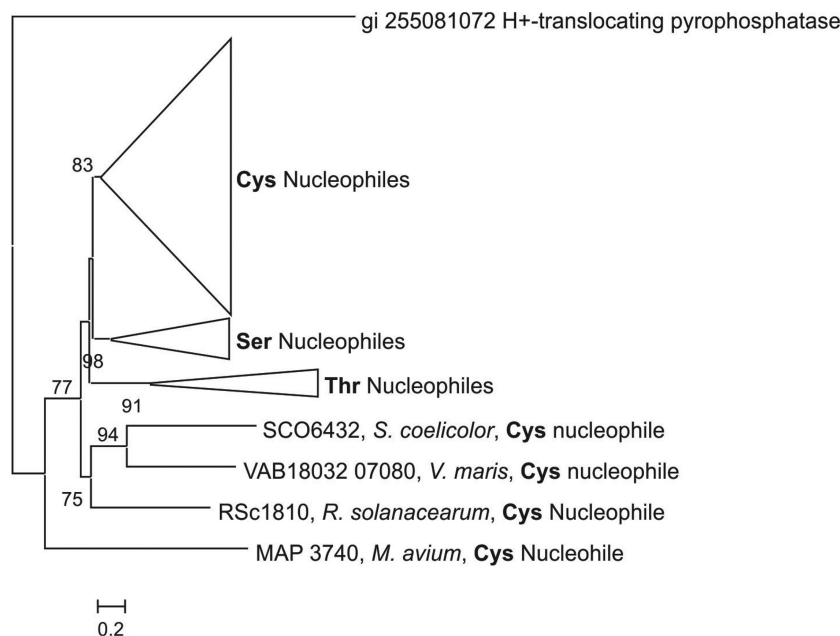 gi 255081072 H+-translocating pyrophosphatase
83
Cys Nucleophiles
Ser Nucleophiles
98
Thr Nucleophiles
77
91
94
SCO6432, S. coelicolor, Cys nucleophile
VAB18032 07080, V. maris, Cys nucleophile
75
RSc1810, R. solanacearum, Cys Nucleophile
MAP 3740, M. avium, Cys Nucleohile
0.2